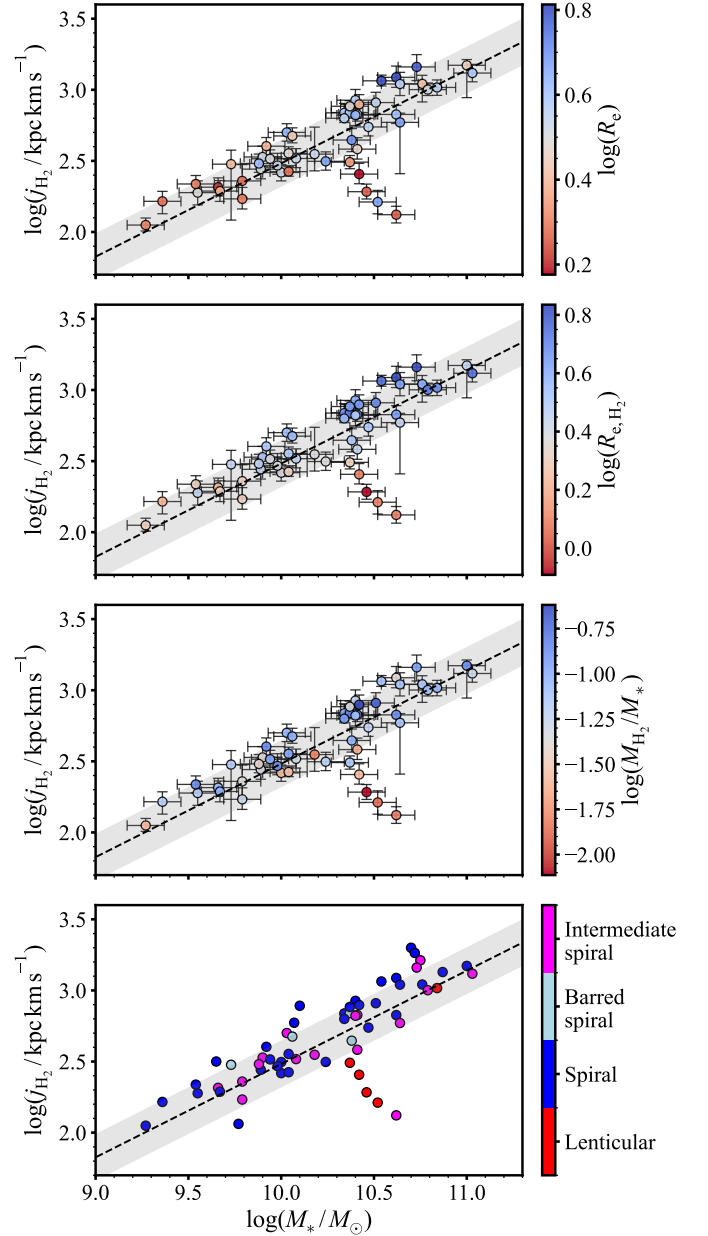 3.5
3.0
2.5
2.0
log(j_H₂ / kpc km s⁻¹)
0.8
0.6
0.4
0.2
log(R_e)
3.5
3.0
2.5
2.0
log(j_H₂ / kpc km s⁻¹)
0.8
0.6
0.4
0.2
0.0
log(R_e,H₂)
3.5
3.0
2.5
2.0
log(j_H₂ / kpc km s⁻¹)
−0.75
−1.00
−1.25
−1.50
−1.75
−2.00
log(M_H₂/M_*)
3.5
3.0
2.5
2.0
log(j_H₂ / kpc km s⁻¹)
Intermediate
spiral
Barred
spiral
Spiral
Lenticular
9.0 9.5 10.0 10.5 11.0
log(M_*/M_⊙)